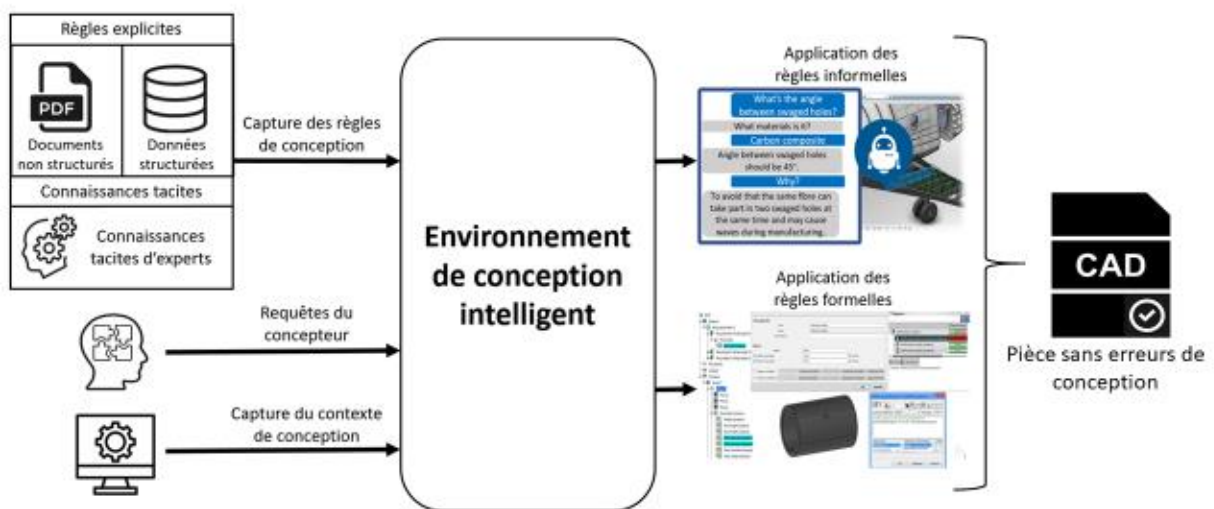 Règles explicites
PDF
Documents
non structurés
Données
structurées
Connaissances tacites
Connaissances
tacites d'experts
Capture des règles
de conception
Requêtes du
concepteur
Capture du contexte
de conception
Environnement
de conception
intelligent
Application des
règles informelles
What's the angle
between swaged holes?
What materials is it?
Carbon composite
Angle between swaged holes
should be 45°.
Why?
To avoid that the same fibre can
take part is two swaged holes at
the same time and may cause
waves during manufacturing.
Application des
règles formelles
CAD
Pièce sans erreurs de
conception